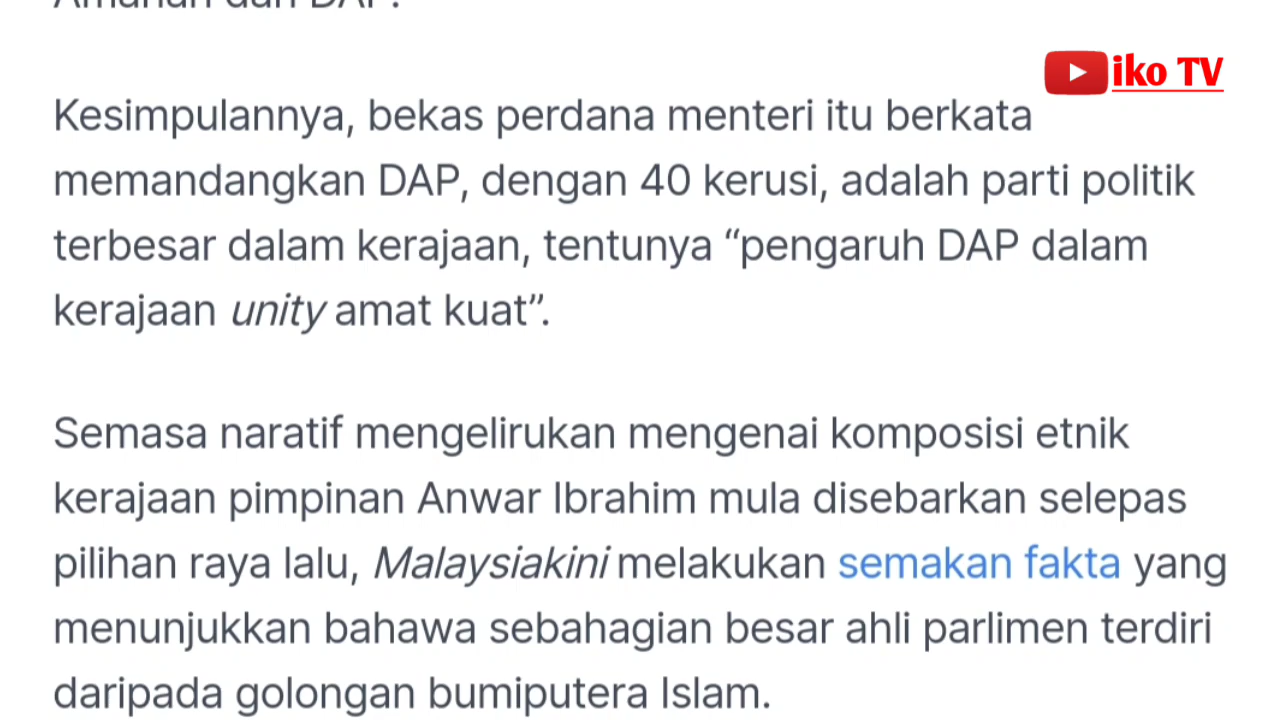 Amanah dan DAP.
iko TV
Kesimpulannya, bekas perdana menteri itu berkata
memandangkan DAP, dengan 40 kerusi, adalah parti politik
terbesar dalam kerajaan, tentunya “pengaruh DAP dalam
kerajaan unity amat kuat”.
Semasa naratif mengelirukan mengenai komposisi etnik
kerajaan pimpinan Anwar Ibrahim mula disebarkan selepas
pilihan raya lalu, Malaysiakini melakukan semakan fakta yang
menunjukkan bahawa sebahagian besar ahli parlimen terdiri
daripada golongan bumiputera Islam.